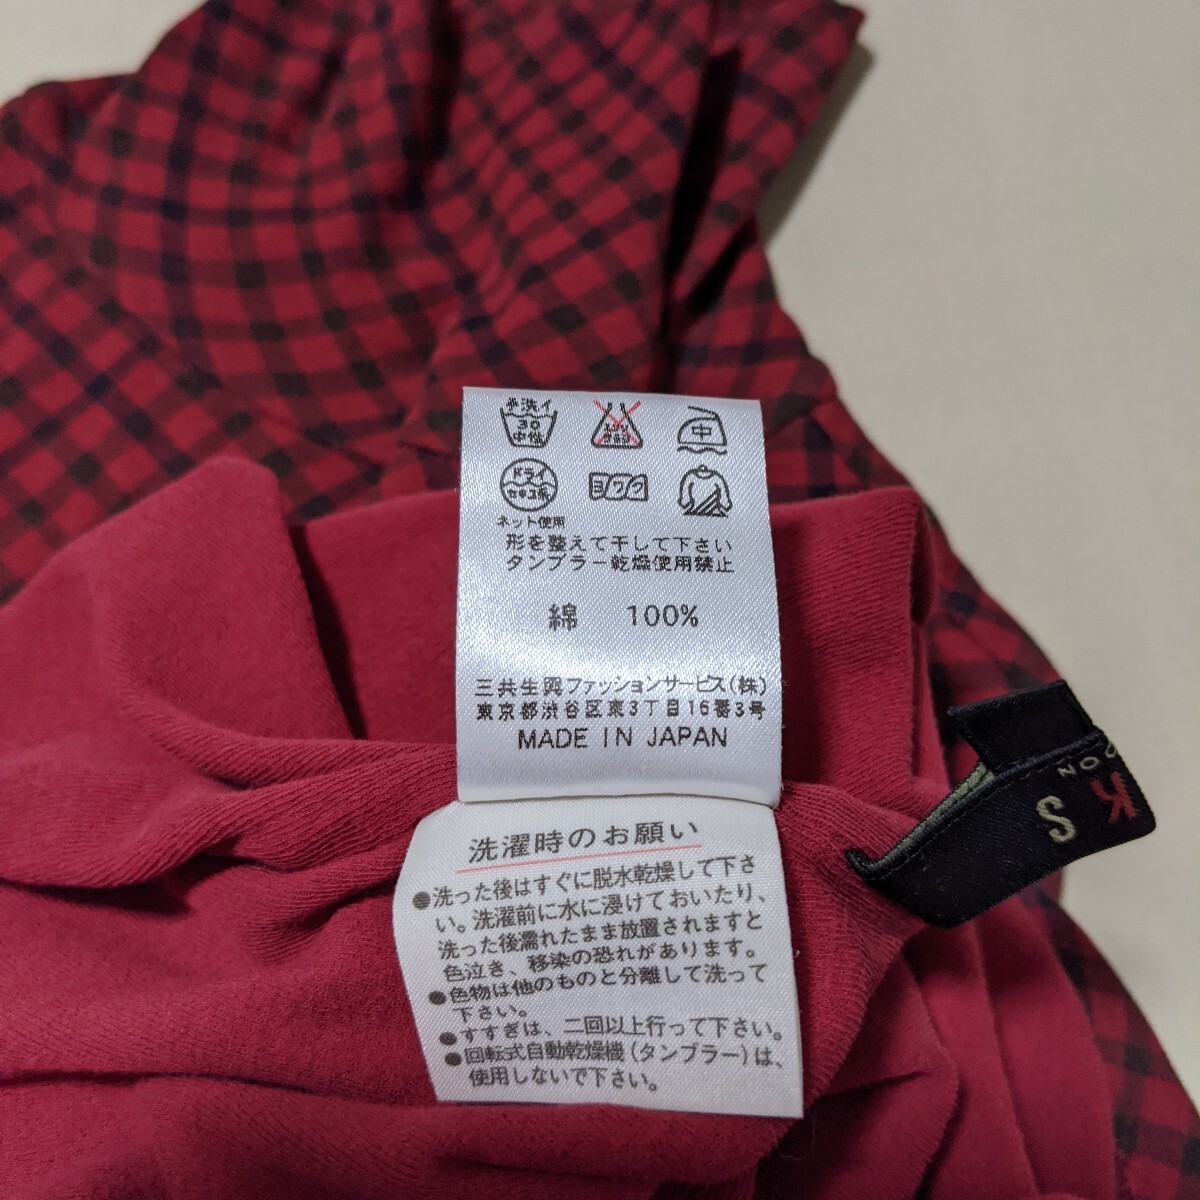 手洗イ
30
中性
エンソ
サラシ
中
ドライ
セキユ系
ヨワク
ネット使用
形を整えて干して下さい
タンブラー乾燥使用禁止
綿 100%
三共生興ファッションサービス(株)
東京都渋谷区東3丁目16番3号
MADE IN JAPAN
洗濯時のお願い
●洗った後はすぐに脱水乾燥して下さ
い。洗濯前に水に浸けておいたり、
洗った後濡れたまま放置されますと
色泣き、移染の恐れがあります。
●色物は他のものと分離して洗って
下さい。
●すすぎは、二回以上行って下さい。
●回転式自動乾燥機(タンブラー)は、
使用しないで下さい。
ON
K
S